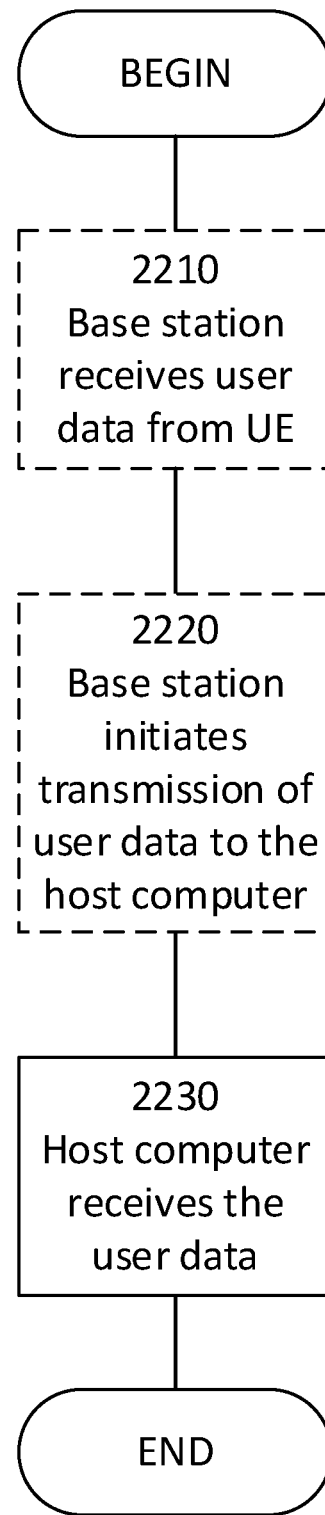 BEGIN
2210
Base station
receives user
data from UE
2220
Base station
initiates
transmission of
user data to the
host computer
2230
Host computer
receives the
user data
END